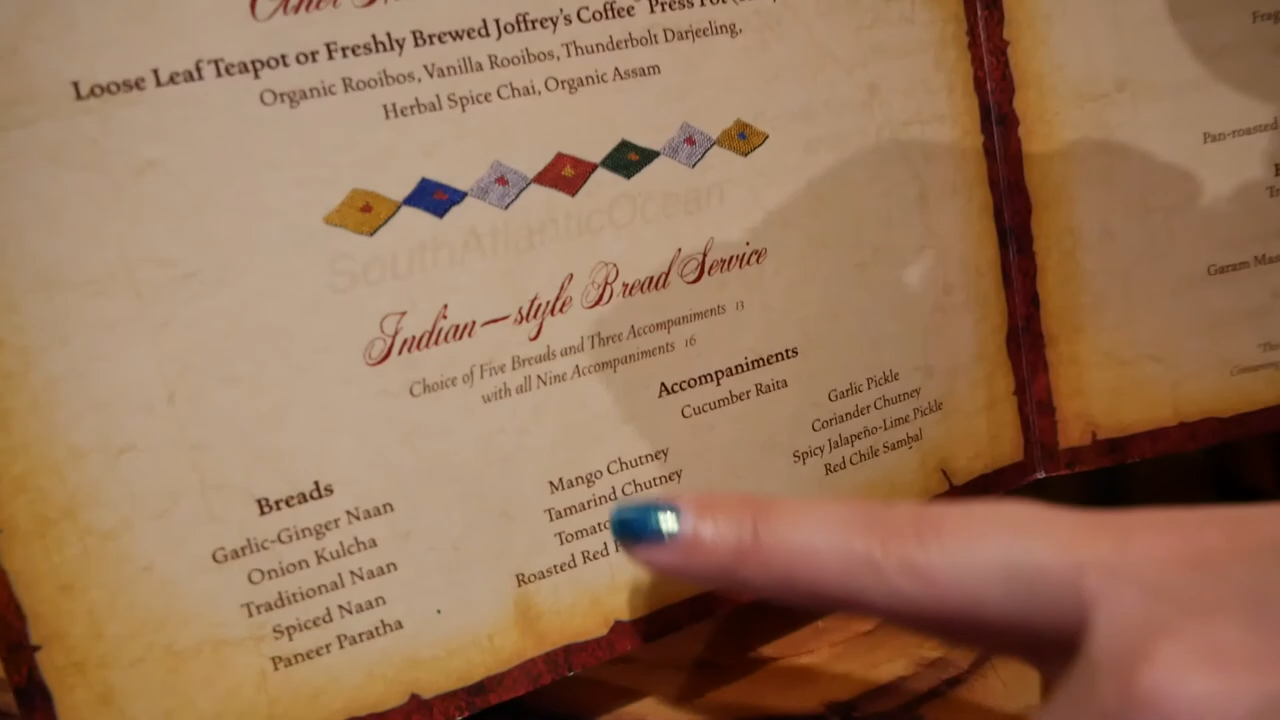 Other
Loose Leaf Teapot or Freshly Brewed Joffrey's Coffee® Press Pot
Organic Rooibos, Vanilla Rooibos, Thunderbolt Darjeeling,
Herbal Spice Chai, Organic Assam
SouthAtlanticOcean
Indian-style Bread Service
Choice of Five Breads and Three Accompaniments 13
with all Nine Accompaniments 16
Breads
Garlic-Ginger Naan
Onion Kulcha
Traditional Naan
Spiced Naan
Paneer Paratha
Accompaniments
Cucumber Raita
Mango Chutney
Tamarind Chutney
Roasted Red
Garlic Pickle
Coriander Chutney
Spicy Jalapeño-Lime Pickle
Red Chile Sambal
Pan-roasted
Garam